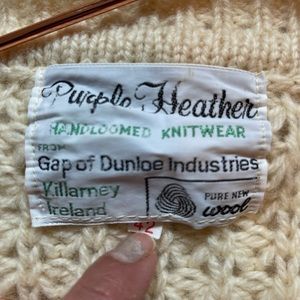 Purple Heather
HANDLOOMED KNITWEAR
FROM
Gap of Dunloe Industries
Killarney
Ireland
PURE NEW
wool
42